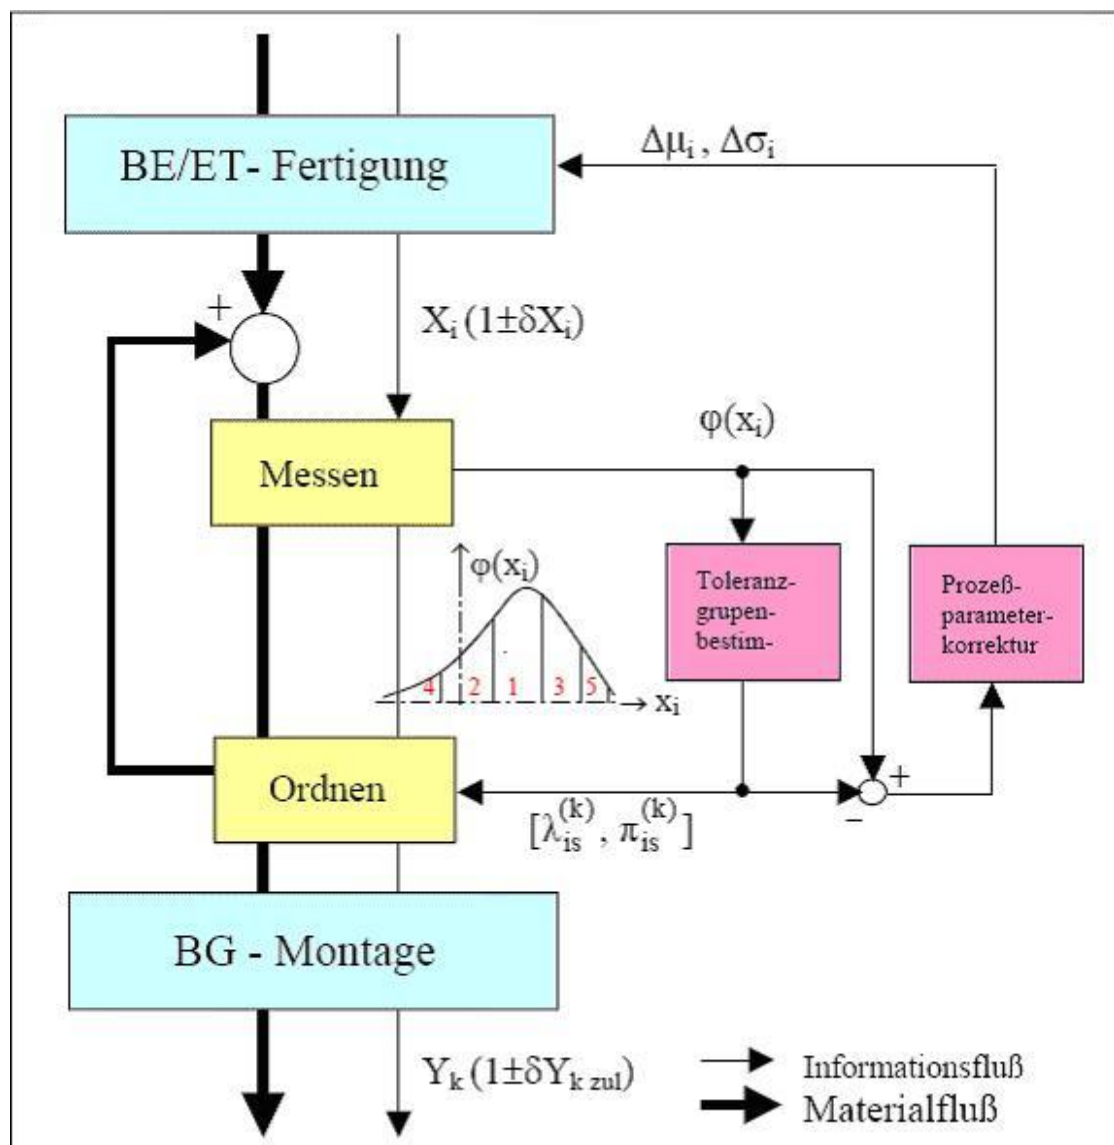 BE/ET- Fertigung
Δμᵢ , Δσᵢ
+
Xᵢ (1±δXᵢ)
φ(xᵢ)
Messen
φ(xᵢ)
Toleranz-
grupen-
bestim-
Prozeß-
parameter-
korrektur
4 2 1 3 5
xᵢ
Ordnen
+
−
[λᵢₛ⁽ᵏ⁾ , πᵢₛ⁽ᵏ⁾]
BG - Montage
Yₖ (1±δYₖ zul)
Informationsfluß
Materialfluß